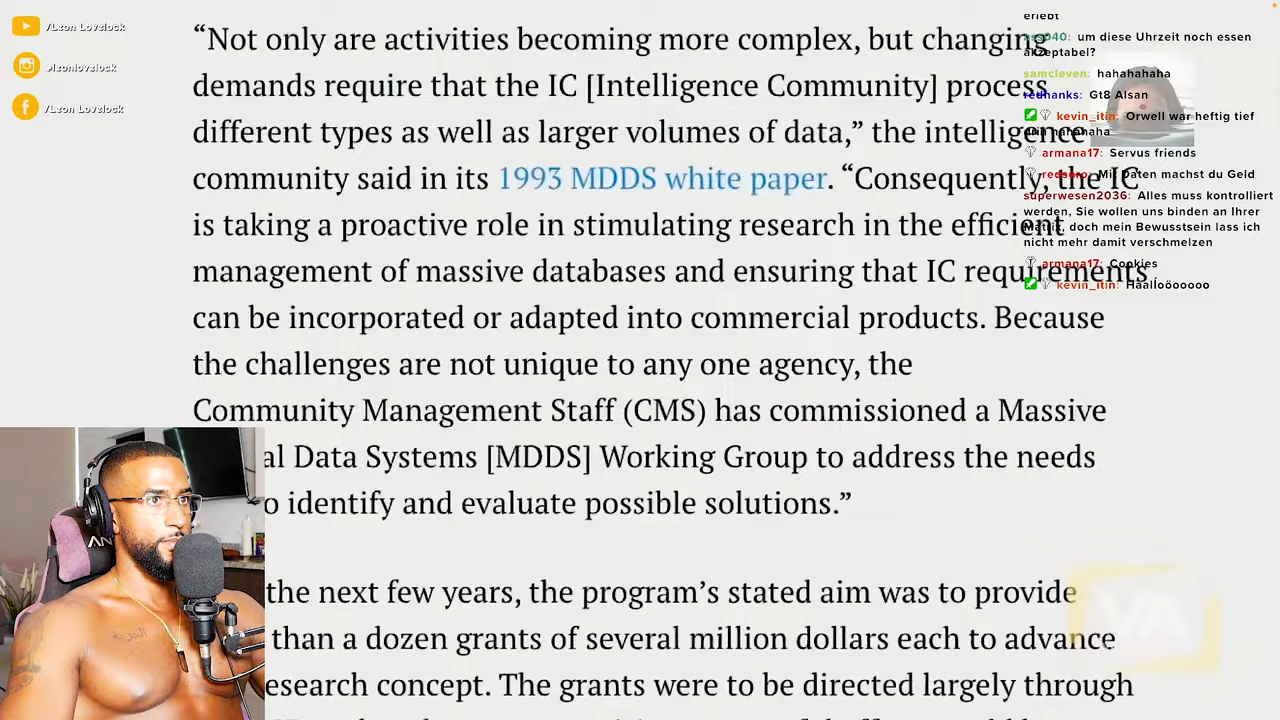 /Leon Lovelock
/Leon Lovelock
“Not only are activities becoming more complex, but changing
demands require that the IC [Intelligence Community] process
different types as well as larger volumes of data,” the intelligence
community said in its 1993 MDDS white paper. “Consequently, the IC
is taking a proactive role in stimulating research in the efficient
management of massive databases and ensuring that IC requirements
can be incorporated or adapted into commercial products. Because
the challenges are not unique to any one agency, the
Community Management Staff (CMS) has commissioned a Massive
al Data Systems [MDDS] Working Group to address the needs
o identify and evaluate possible solutions.”
the next few years, the program’s stated aim was to provide
than a dozen grants of several million dollars each to advance
esearch concept. The grants were to be directed largely through
erlebt
um diese Uhrzeit noch essen
akzeptabel?
samcleven: hahahahaha
redhanks: Gt8 Alsan
kevin_itin: Orwell war heftig tief
drin hahahaha
armana17: Servus friends
Mit Daten machst du Geld
superwesen2036: Alles muss kontrolliert
werden, Sie wollen uns binden an Ihrer
Matrix, doch mein Bewusstsein lass ich
nicht mehr damit verschmelzen
armana17: Cookies
kevin_itin: Haallöööoooo
VA
AN